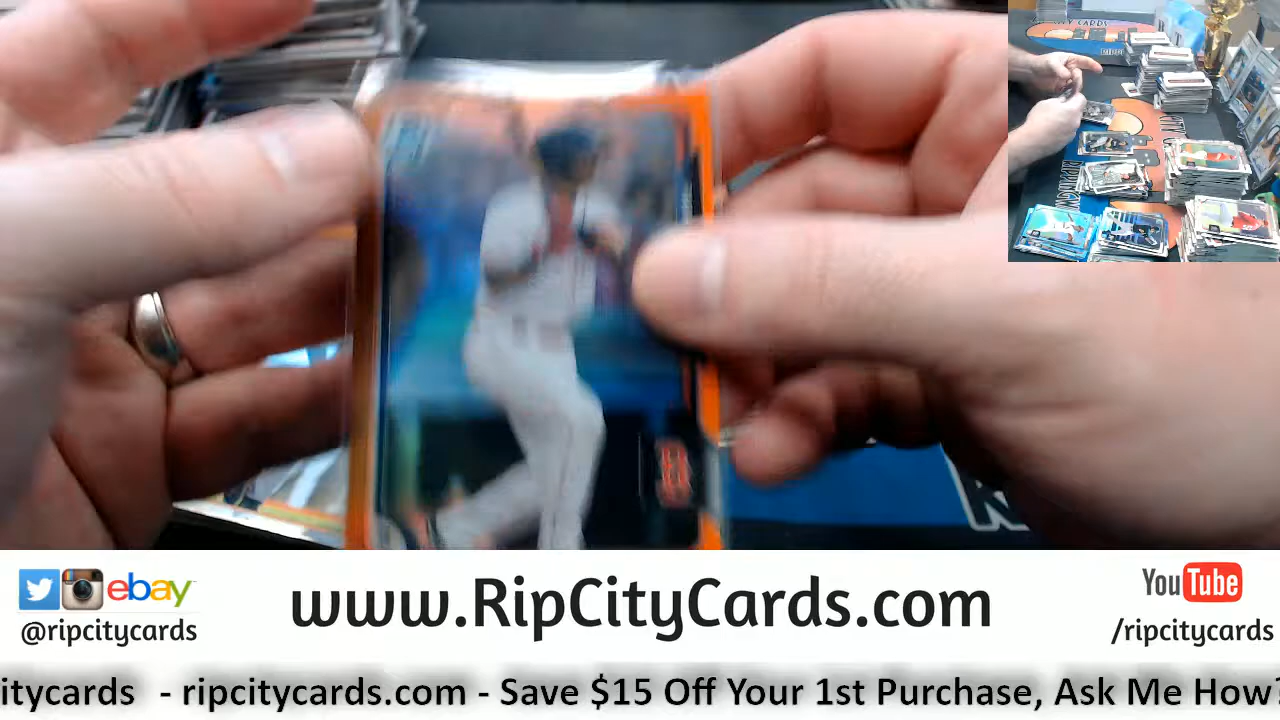 www.RipCityCards.com
ebay
@ripcitycards
YouTube
/ripcitycards
itycards - ripcitycards.com - Save $15 Off Your 1st Purchase, Ask Me How?